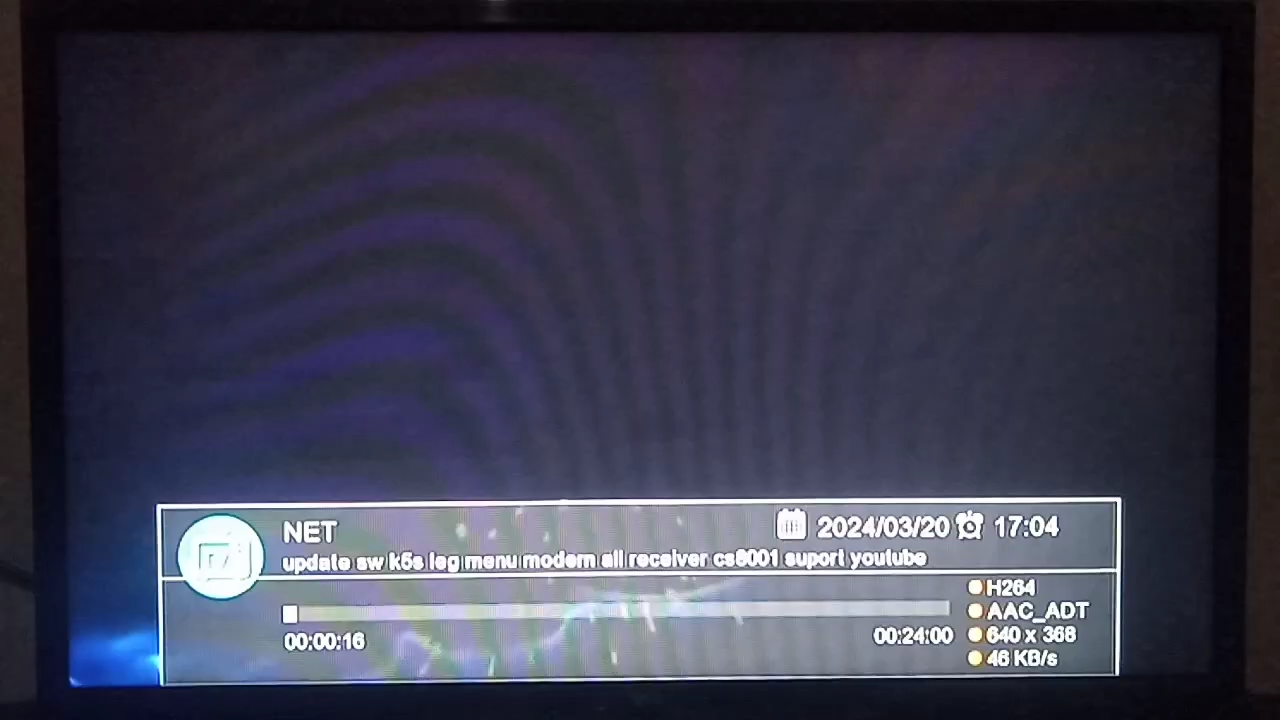 NET
2024/03/20 17:04
update sw k5s leg menu modern all receiver cs8001 suport youtube
00:00:16
00:24:00
H264
AAC_ADT
640 x 368
46 KB/s